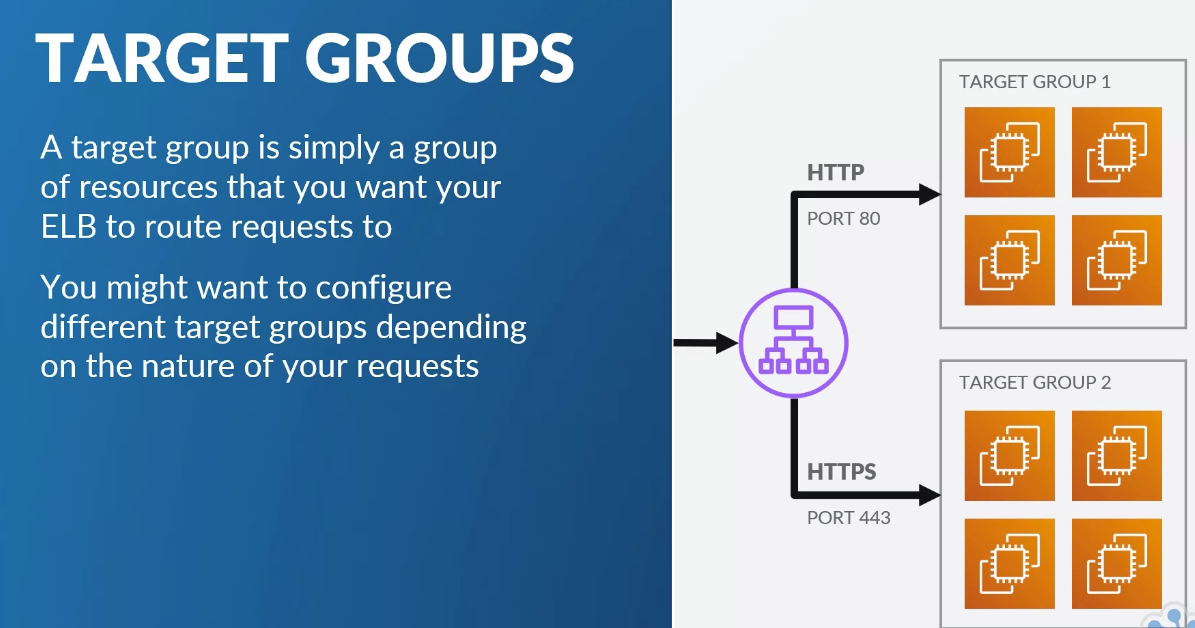 TARGET GROUPS
A target group is simply a group
of resources that you want your
ELB to route requests to
You might want to configure
different target groups depending
on the nature of your requests
TARGET GROUP 1
HTTP
PORT 80
TARGET GROUP 2
HTTPS
PORT 443